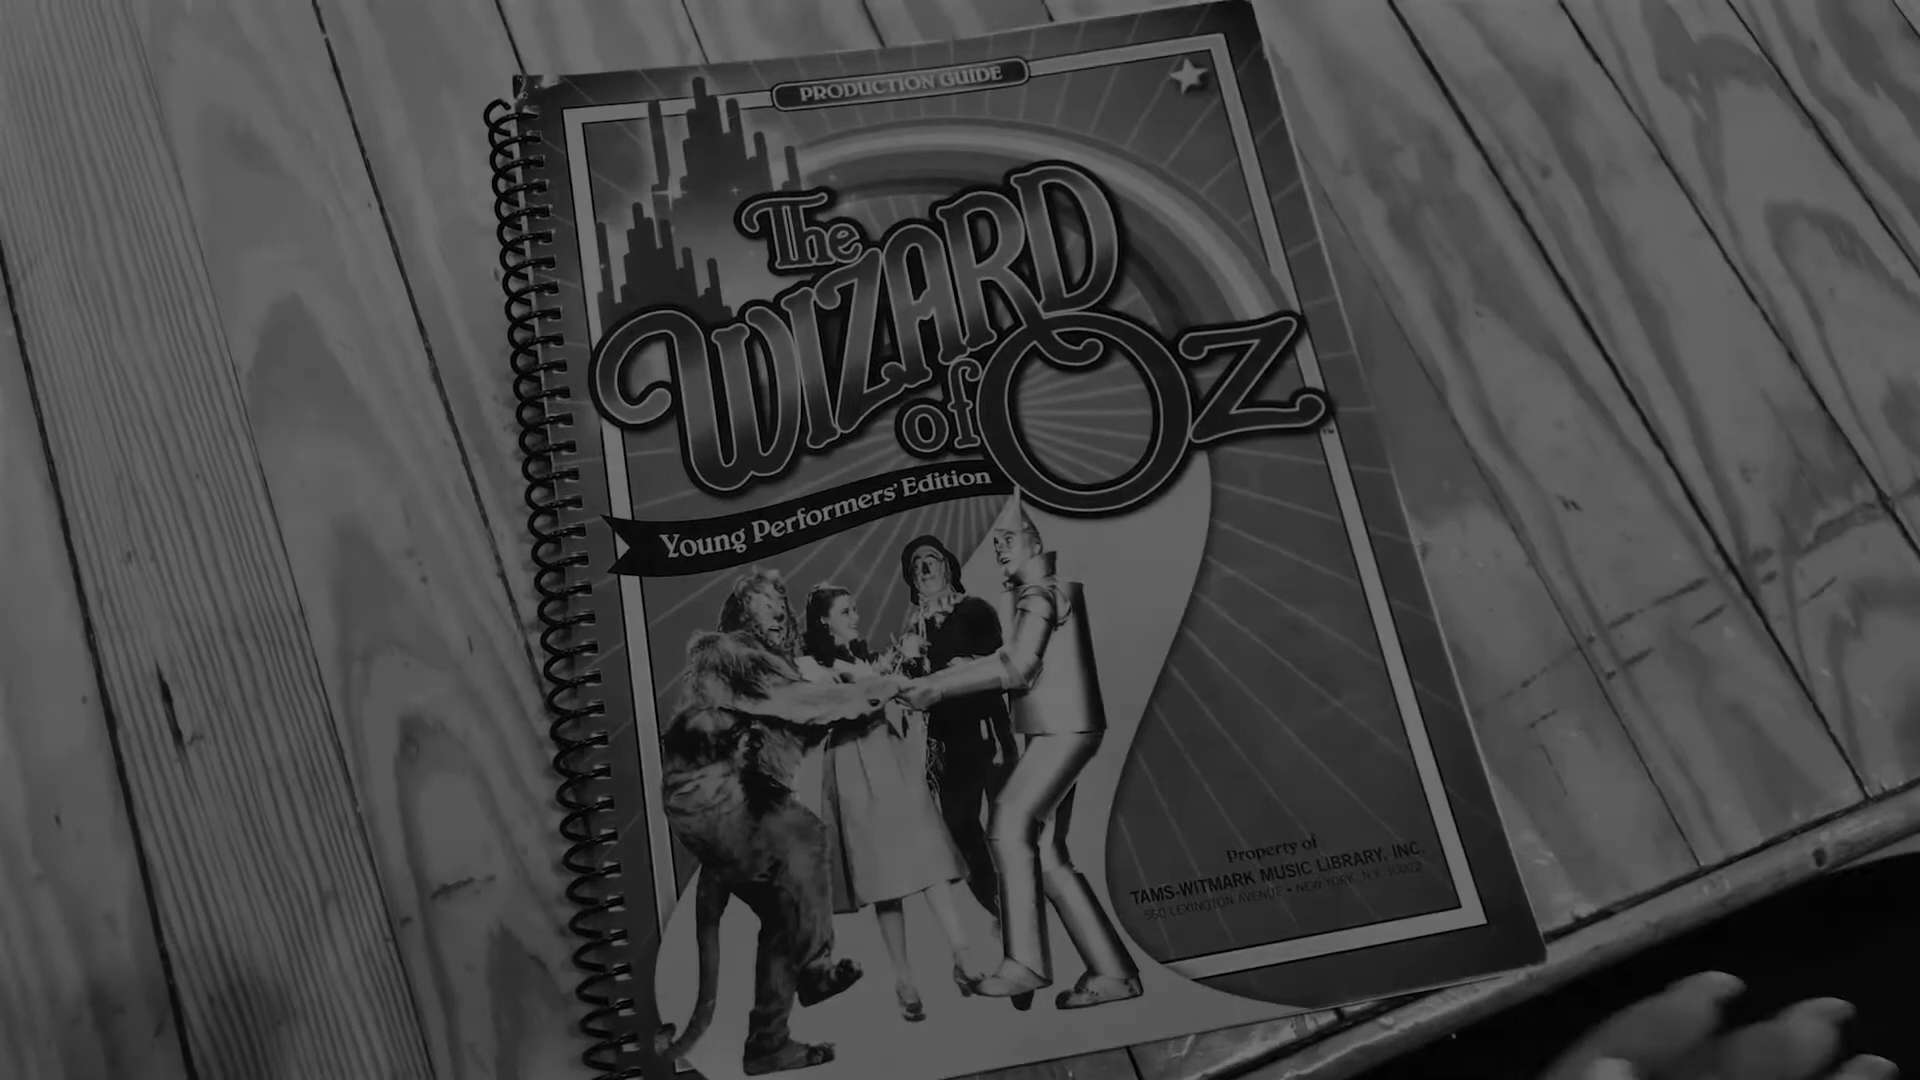 PRODUCTION GUIDE
The
WIZARD
of OZ
™
Young Performers' Edition
Property of
TAMS-WITMARK MUSIC LIBRARY, INC.
560 LEXINGTON AVENUE • NEW YORK, N.Y. 10022